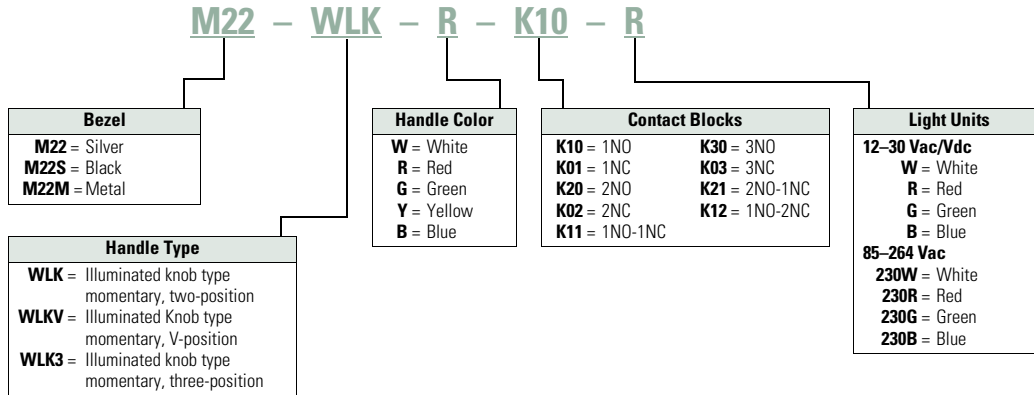 M22 – WLK – R – K10 – R
Bezel
M22 = Silver
M22S = Black
M22M = Metal
Handle Type
WLK = Illuminated knob type
momentary, two-position
WLKV = Illuminated Knob type
momentary, V-position
WLK3 = Illuminated knob type
momentary, three-position
Handle Color
W = White
R = Red
G = Green
Y = Yellow
B = Blue
Contact Blocks
K10 = 1NO K30 = 3NO
K01 = 1NC K03 = 3NC
K20 = 2NO K21 = 2NO-1NC
K02 = 2NC K12 = 1NO-2NC
K11 = 1NO-1NC
Light Units
12–30 Vac/Vdc
W = White
R = Red
G = Green
B = Blue
85–264 Vac
230W = White
230R = Red
230G = Green
230B = Blue